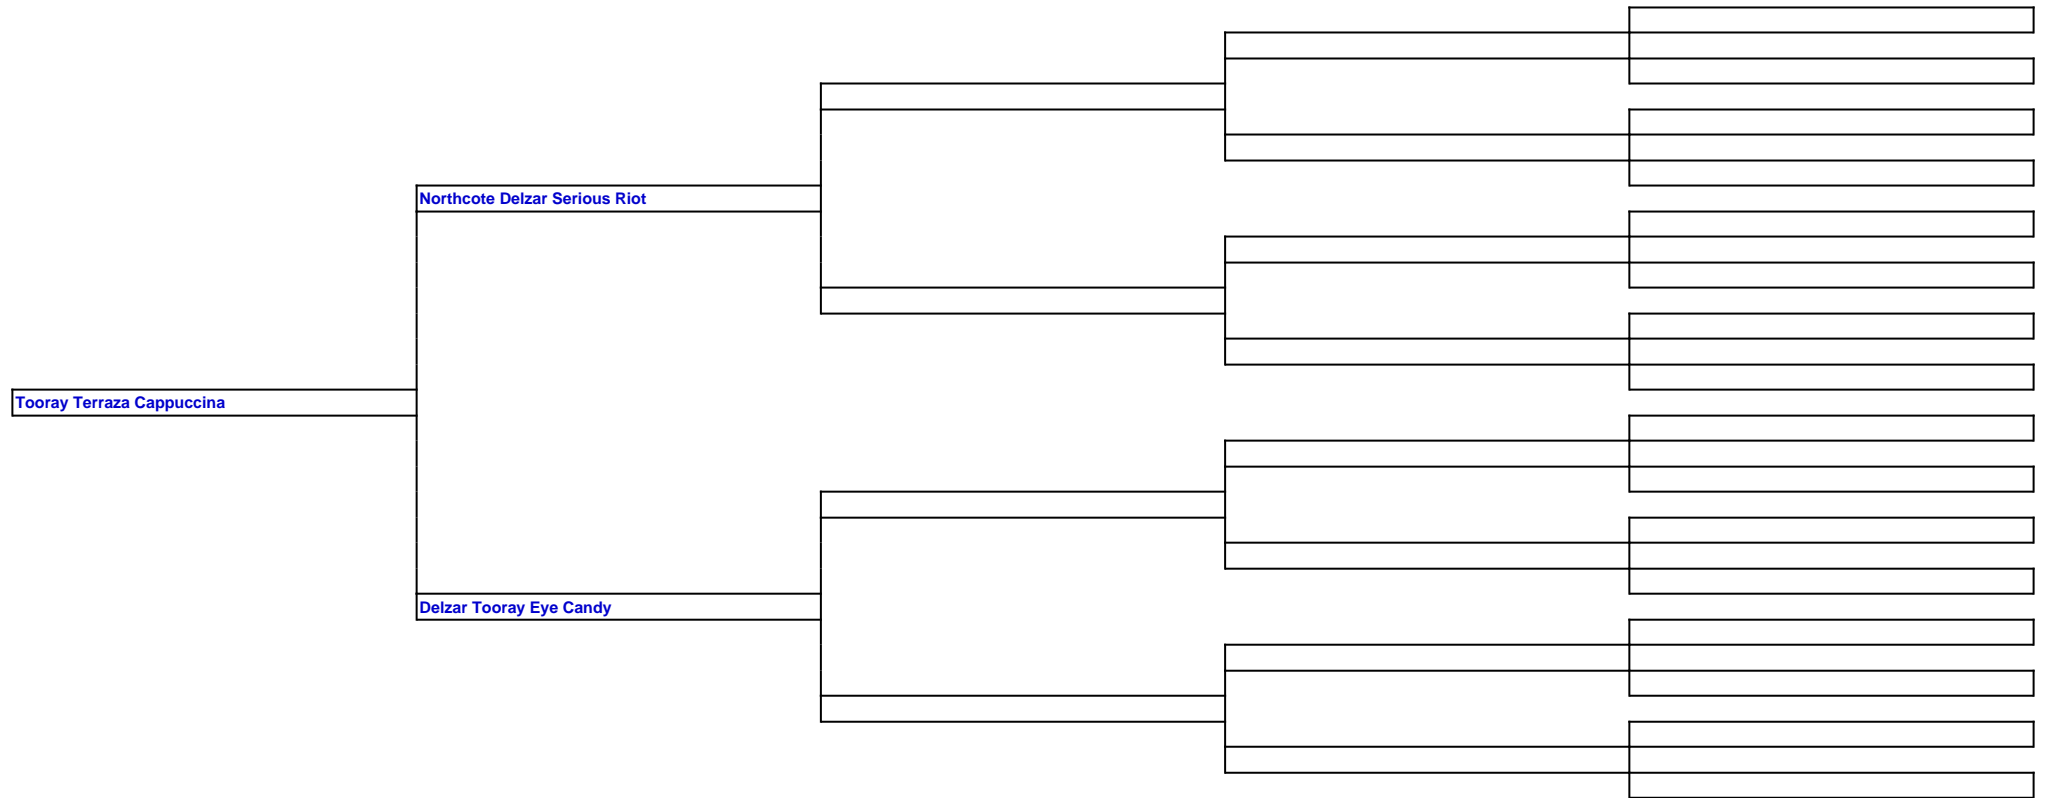 Northcote Delzar Serious Riot
Tooray Terraza Cappuccina
Delzar Tooray Eye Candy